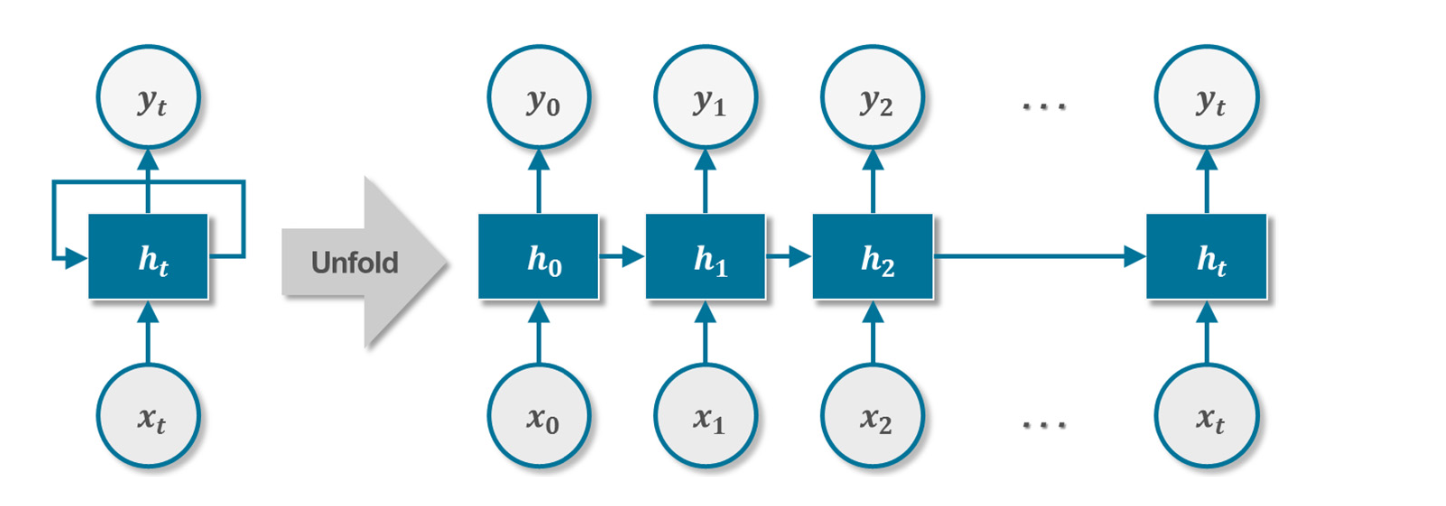 y_t y_0 y_1 y_2 ... y_t
h_t Unfold h_0 h_1 h_2 h_t
x_t x_0 x_1 x_2 ... x_t